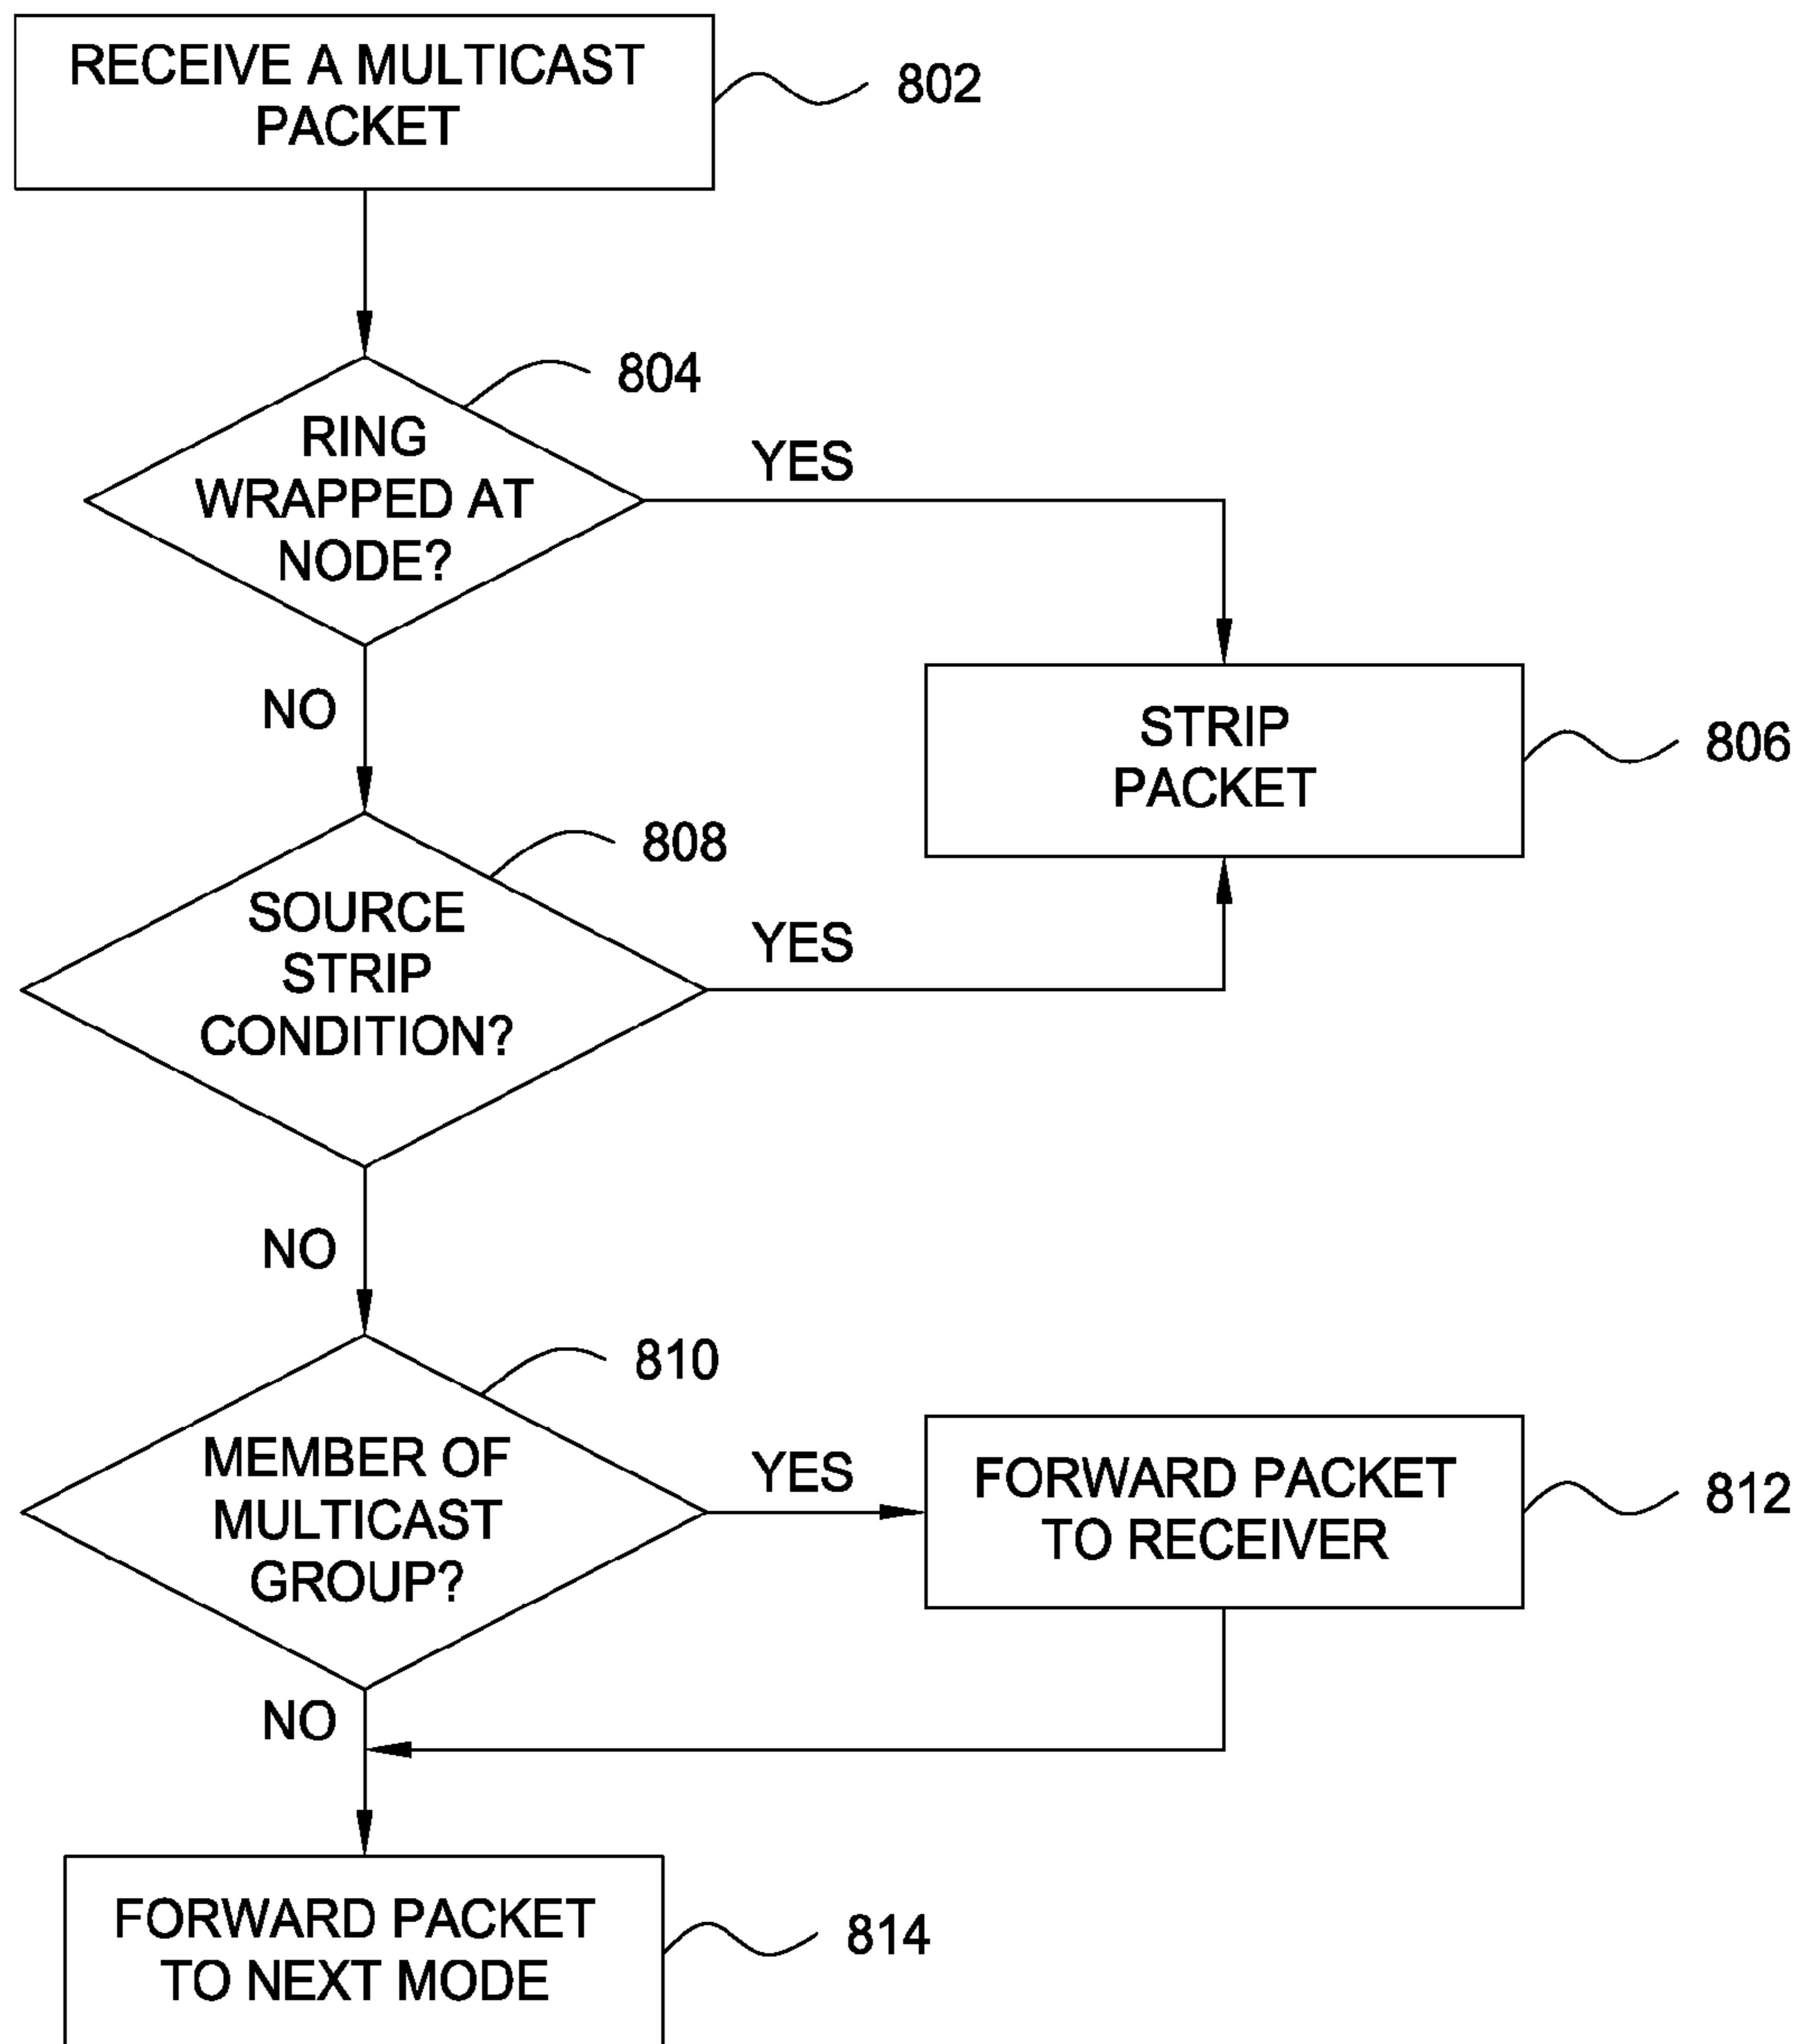 RECEIVE A MULTICAST
PACKET
802
804
RING
WRAPPED AT
NODE?
YES
NO
STRIP
PACKET
806
808
SOURCE
STRIP
CONDITION?
YES
NO
810
MEMBER OF
MULTICAST
GROUP?
YES
FORWARD PACKET
TO RECEIVER
812
NO
FORWARD PACKET
TO NEXT MODE
814